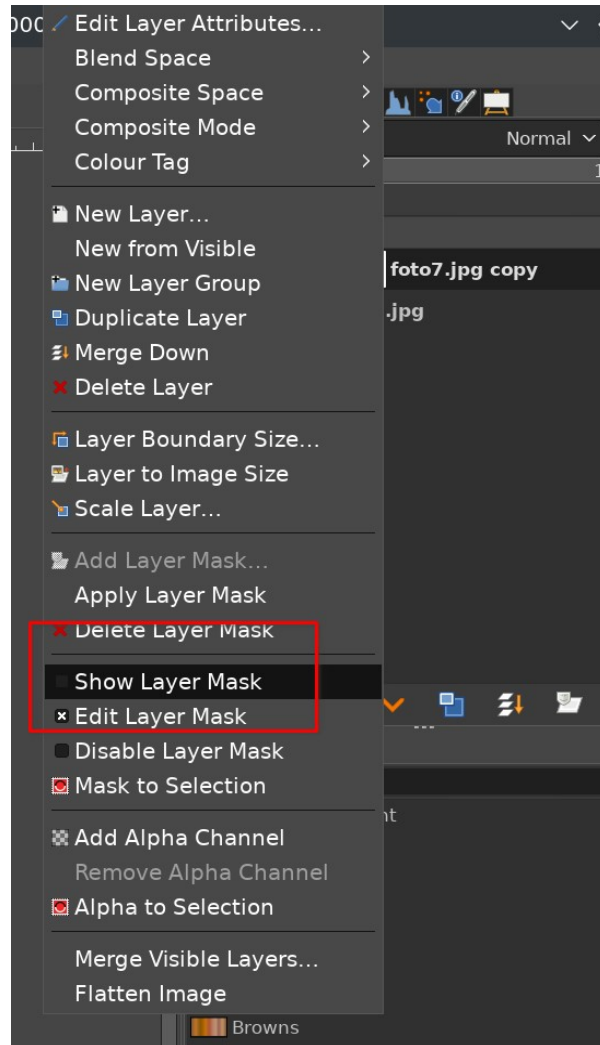 000
Edit Layer Attributes...
Blend Space
Composite Space
Composite Mode
Colour Tag
Normal
1
New Layer...
New from Visible
New Layer Group
foto7.jpg copy
Duplicate Layer
.jpg
Merge Down
Delete Layer
Layer Boundary Size...
Layer to Image Size
Scale Layer...
Add Layer Mask...
Apply Layer Mask
Delete Layer Mask
Show Layer Mask
Edit Layer Mask
Disable Layer Mask
Mask to Selection
nt
Add Alpha Channel
Remove Alpha Channel
Alpha to Selection
Merge Visible Layers...
Flatten Image
Browns